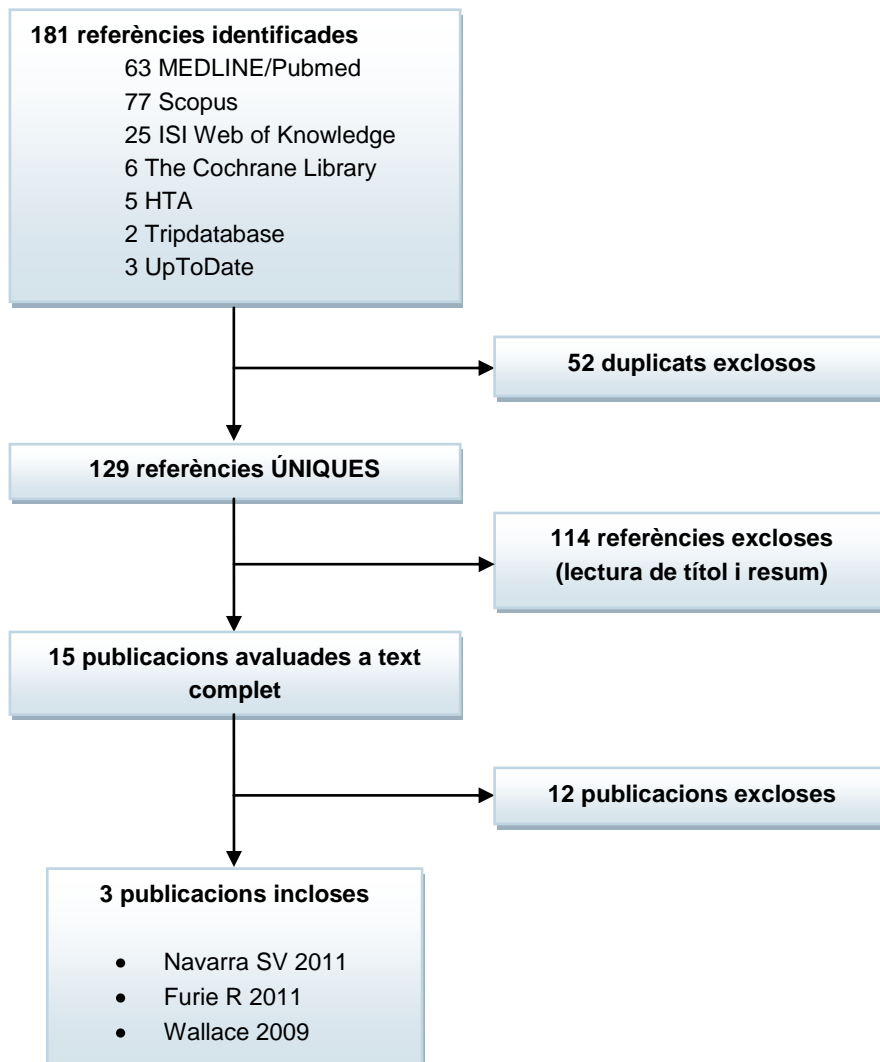 181 referències identificades
63 MEDLINE/Pubmed
77 Scopus
25 ISI Web of Knowledge
6 The Cochrane Library
5 HTA
2 Tripdatabase
3 UpToDate
52 duplicats exclosos
129 referències ÚNIQUES
114 referències excloses
(lectura de títol i resum)
15 publicacions avaluades a text
complet
12 publicacions excloses
3 publicacions incloses
• Navarra SV 2011
• Furie R 2011
• Wallace 2009